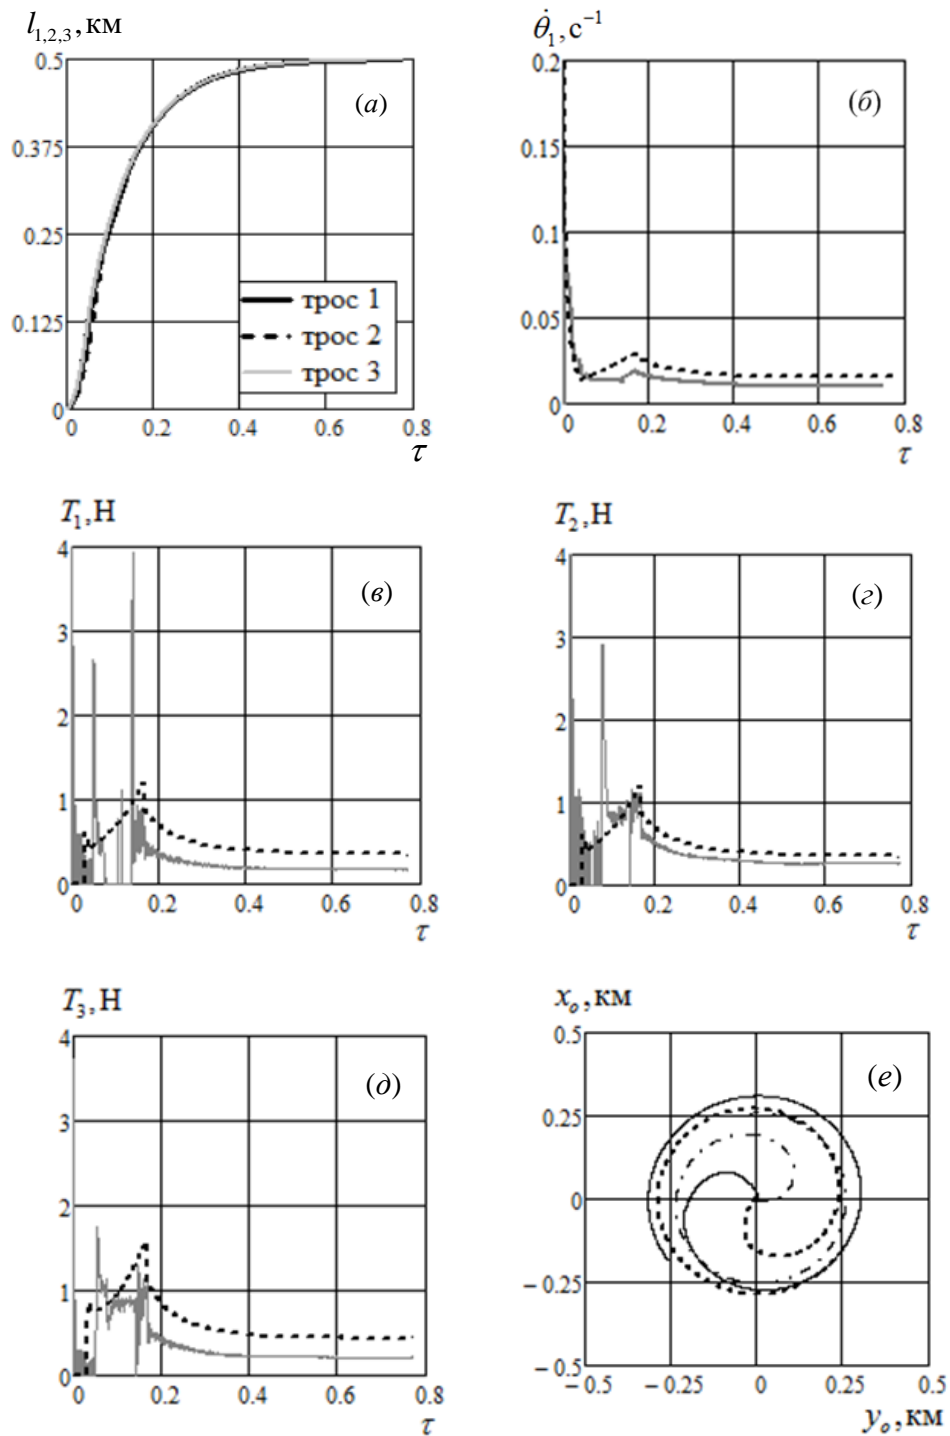 l₁,₂,₃, км
0.5
(а)
0.375
0.25
0.125
трос 1
трос 2
трос 3
0
0 0.2 0.4 0.6 0.8
τ
θ̇₁, с⁻¹
0.2
(б)
0.15
0.1
0.05
0
0 0.2 0.4 0.6 0.8
τ
T₁, Н
4
(в)
3
2
1
0
0 0.2 0.4 0.6 0.8
τ
T₂, Н
4
(г)
3
2
1
0
0 0.2 0.4 0.6 0.8
τ
T₃, Н
4
(д)
3
2
1
0
0 0.2 0.4 0.6 0.8
τ
xₒ, км
0.5
(е)
0.25
0
− 0.25
− 0.5
− 0.5 − 0.25 0 0.25 0.5
yₒ, км